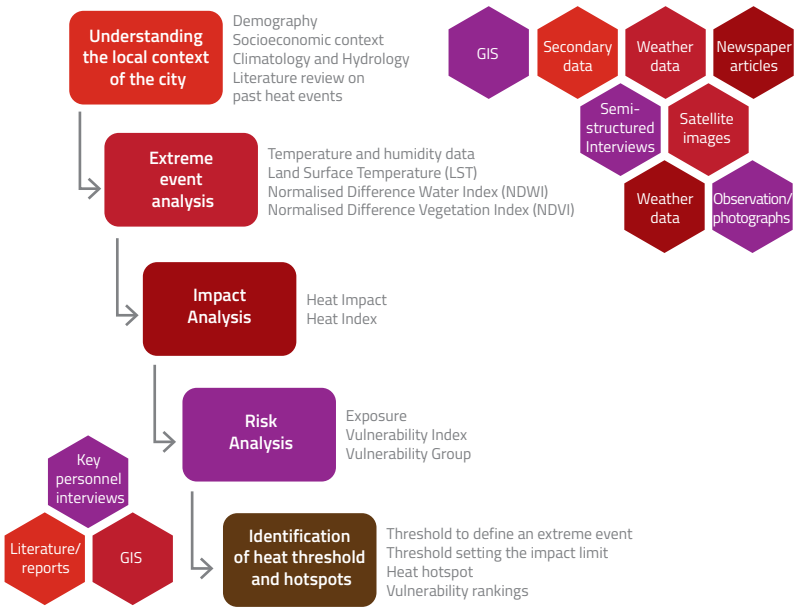 Understanding
the local context
of the city
Demography
Socioeconomic context
Climatology and Hydrology
Literature review on
past heat events
GIS
Secondary
data
Weather
data
Newspaper
articles
Semi-
structured
Interviews
Satellite
images
Weather
data
Observation/
photographs
Extreme
event
analysis
Temperature and humidity data
Land Surface Temperature (LST)
Normalised Difference Water Index (NDWI)
Normalised Difference Vegetation Index (NDVI)
Impact
Analysis
Heat Impact
Heat Index
Risk
Analysis
Exposure
Vulnerability Index
Vulnerability Group
Key
personnel
interviews
Literature/
reports
GIS
Identification
of heat threshold
and hotspots
Threshold to define an extreme event
Threshold setting the impact limit
Heat hotspot
Vulnerability rankings